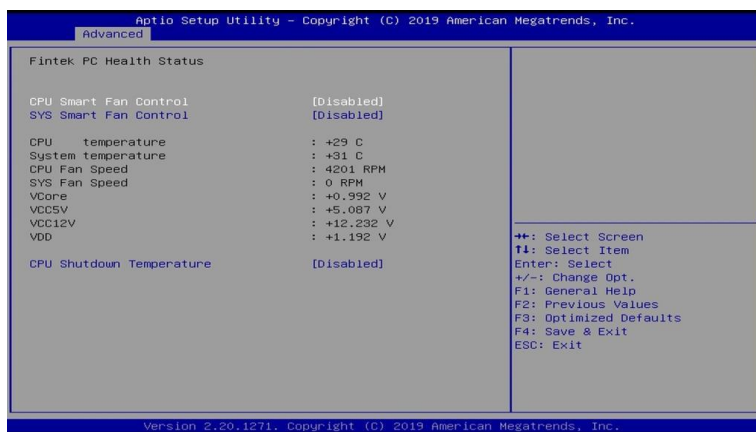 Aptio Setup Utility – Copyright (C) 2019 American Megatrends, Inc.
Advanced
Fintek PC Health Status
CPU Smart Fan Control [Disabled]
SYS Smart Fan Control [Disabled]
CPU temperature : +29 C
System temperature : +31 C
CPU Fan Speed : 4201 RPM
SYS Fan Speed : 0 RPM
VCore : +0.992 V
VCC5V : +5.087 V
VCC12V : +12.232 V
VDD : +1.192 V
CPU Shutdown Temperature [Disabled]
→←: Select Screen
↑↓: Select Item
Enter: Select
+/-: Change Opt.
F1: General Help
F2: Previous Values
F3: Optimized Defaults
F4: Save & Exit
ESC: Exit
Version 2.20.1271. Copyright (C) 2019 American Megatrends, Inc.